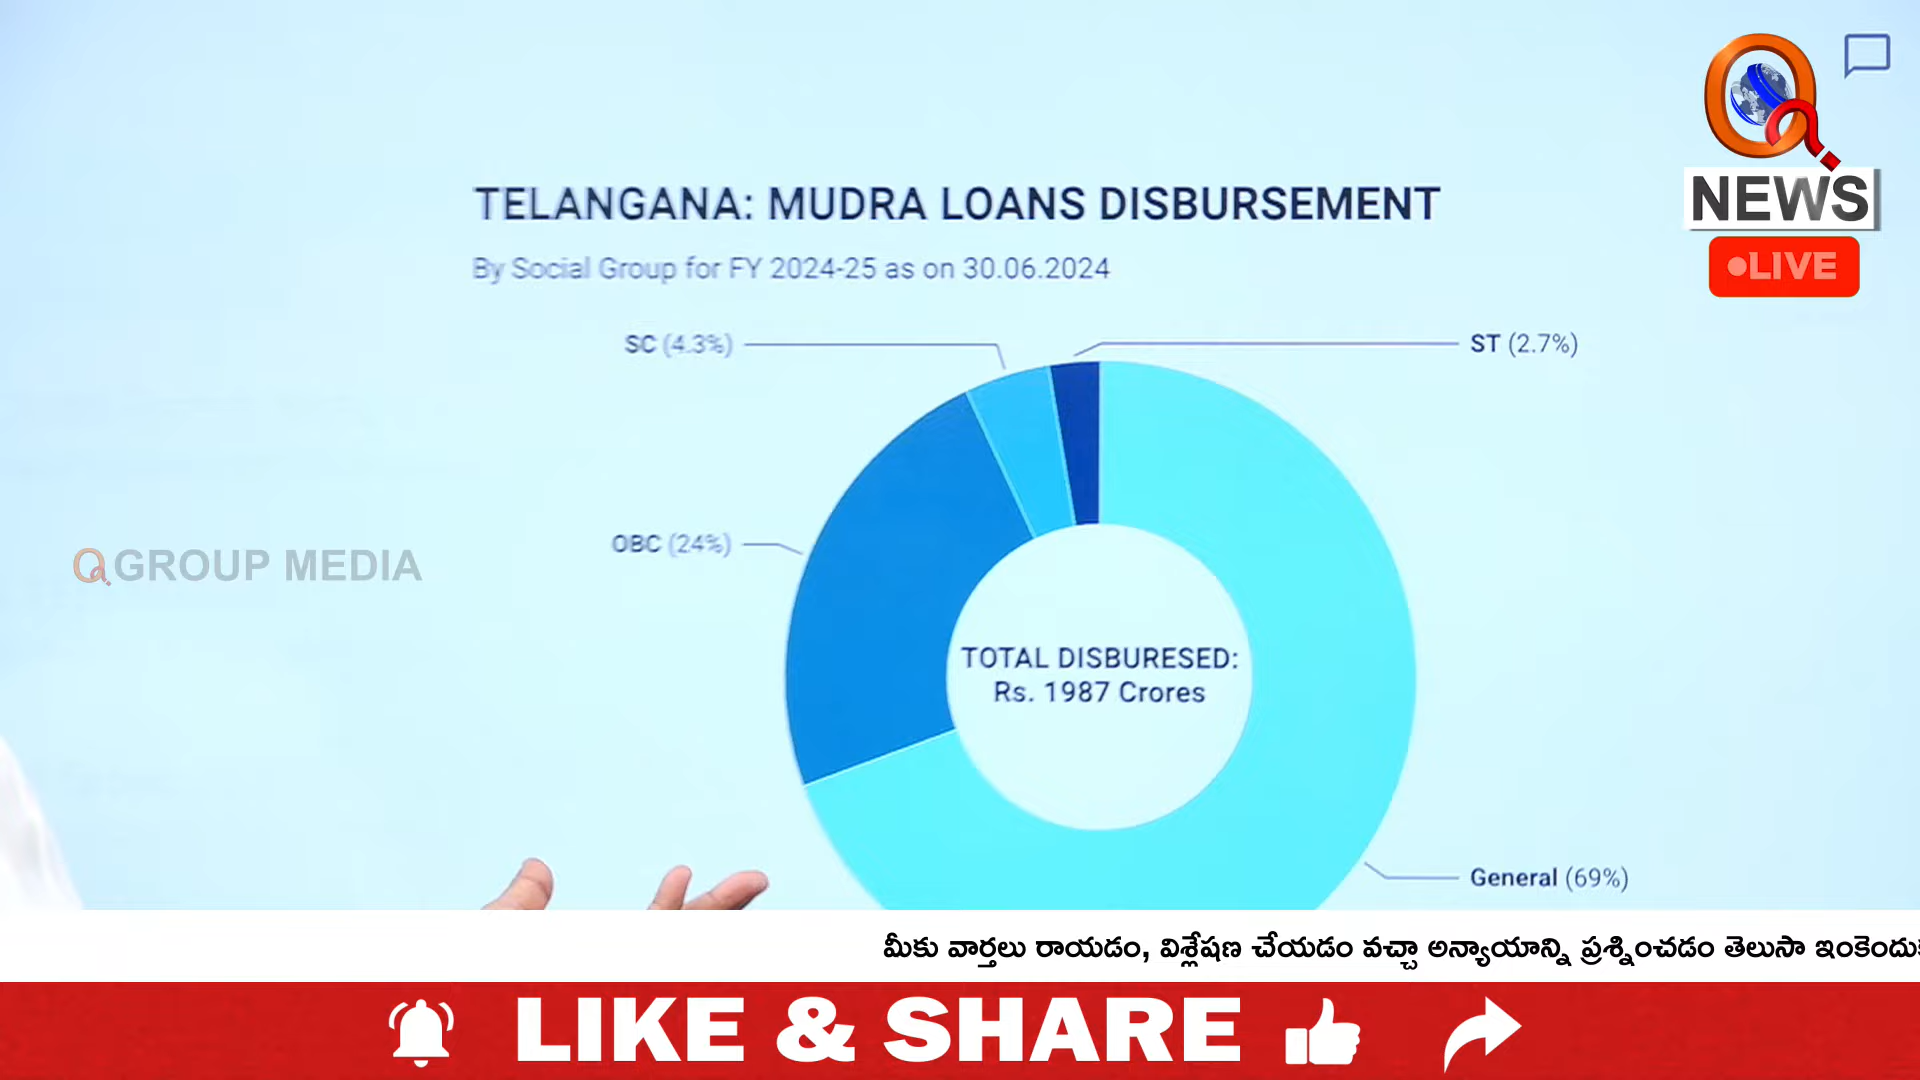 TELANGANA: MUDRA LOANS DISBURSEMENT
By Social Group for FY 2024-25 as on 30.06.2024
NEWS
LIVE
SC (4.3%)
ST (2.7%)
OBC (24%)
Q GROUP MEDIA
TOTAL DISBURESED:
Rs. 1987 Crores
General (69%)
మీకు వార్తలు రాయడం, విశ్లేషణ చేయడం వచ్చా అన్యాయాన్ని ప్రశ్నించడం తెలుసా
LIKE & SHARE